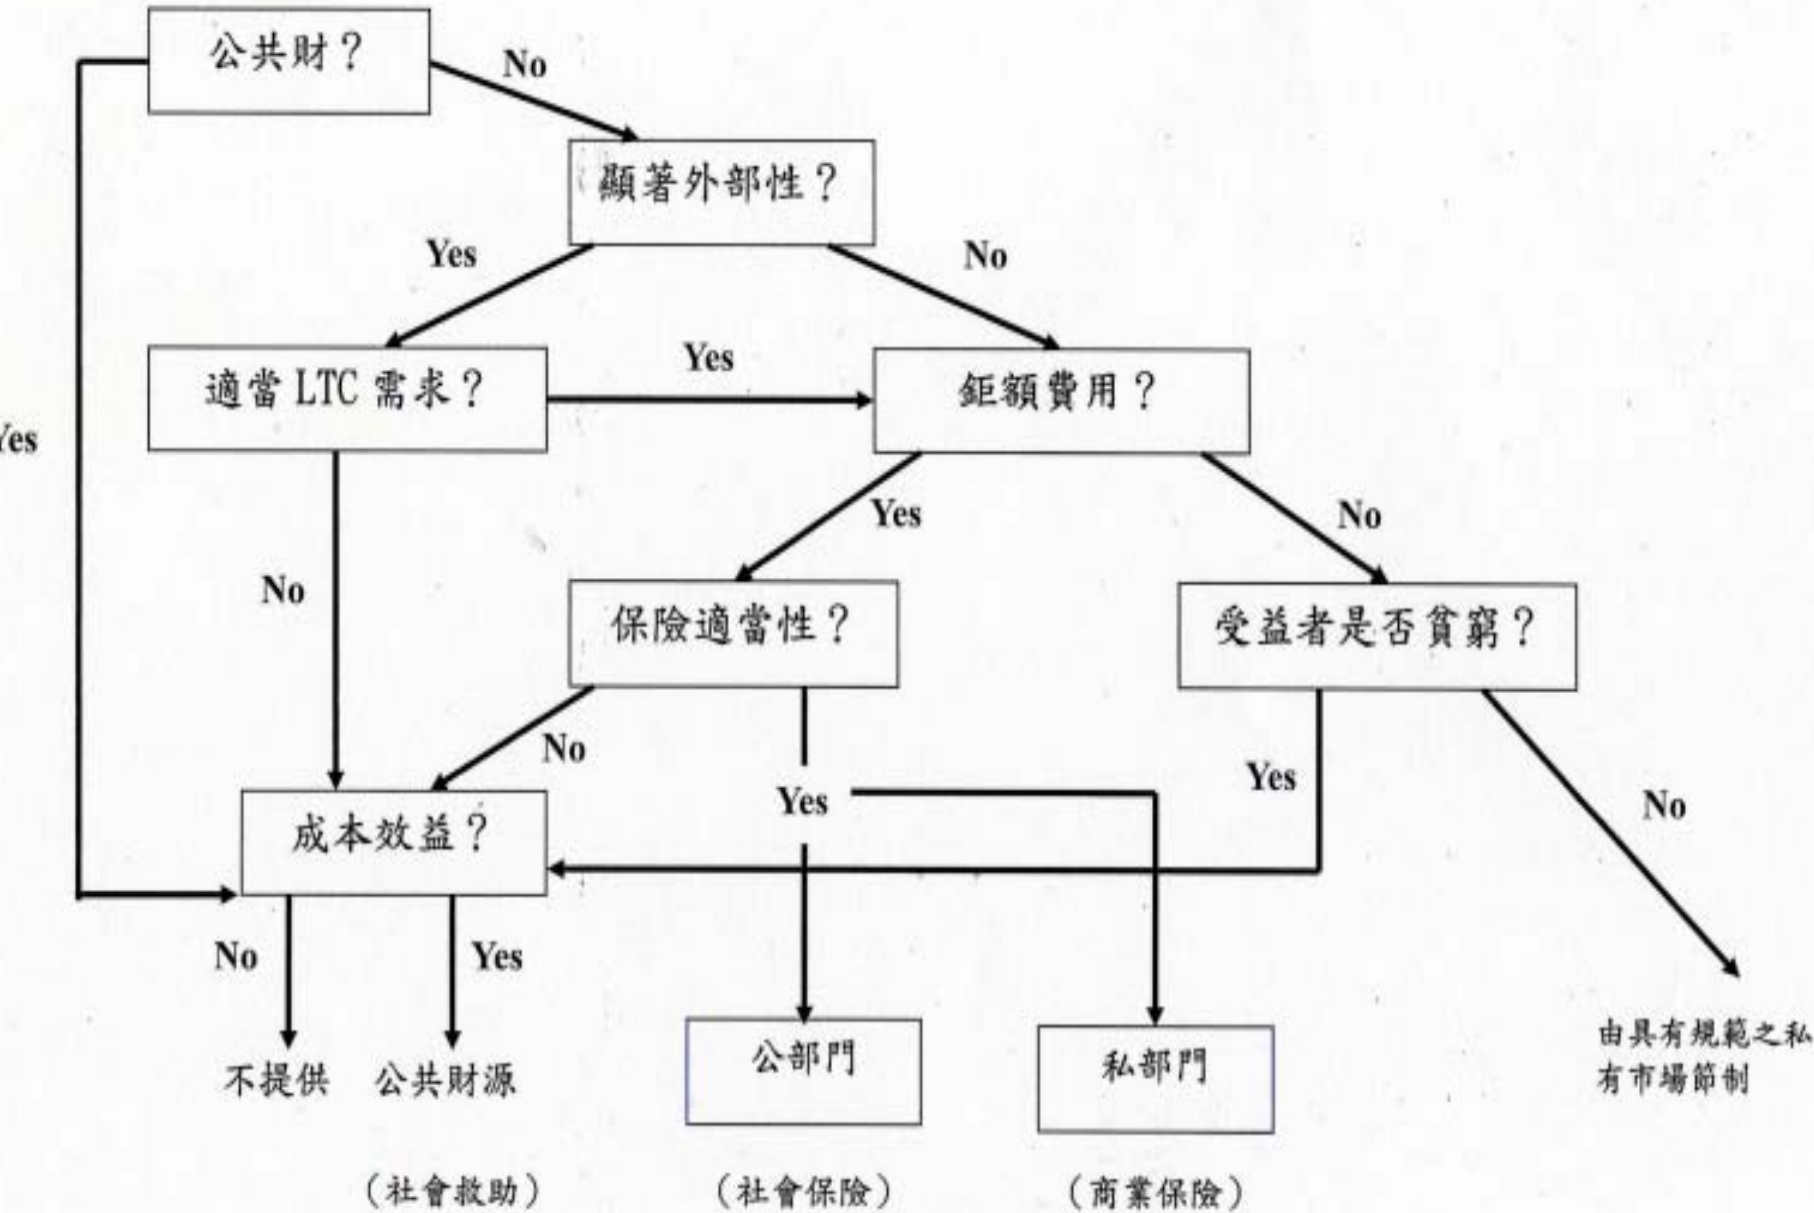 公共財？
No
顯著外部性？
Yes
No
適當 LTC 需求？
Yes
鉅額費用？
Yes
Yes
No
No
保險適當性？
受益者是否貧窮？
No
Yes
Yes
No
成本效益？
No
Yes
不提供
公共財源
公部門
私部門
由具有規範之私
有市場節制
（社會救助）
（社會保險）
（商業保險）